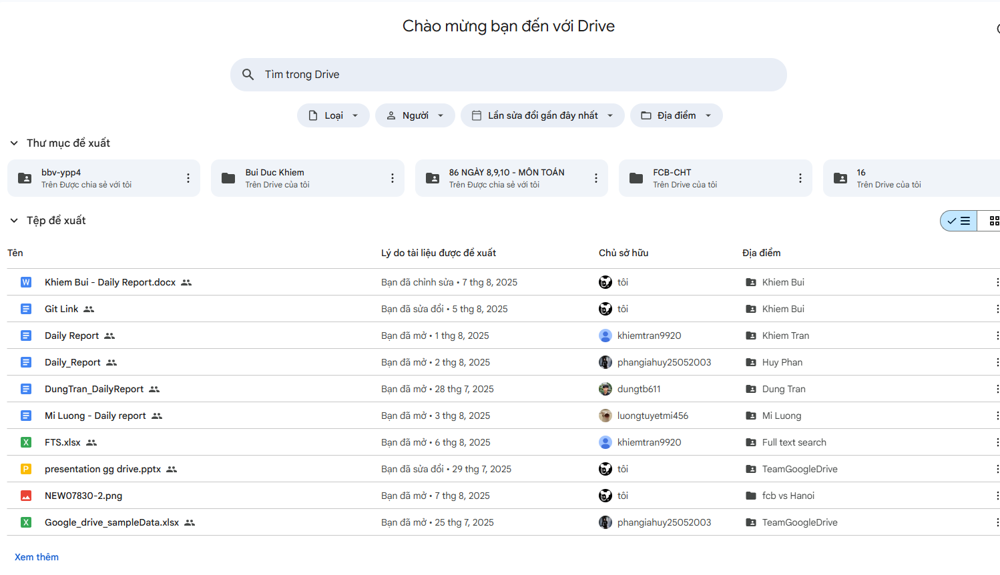 Chào mừng bạn đến với Drive
Tìm trong Drive
Loại Người Lần sửa đổi gần đây nhất Địa điểm
Thư mục đề xuất
bbv-ypp4 Bui Duc Khiem 86 NGÀY 8,9,10 - MÔN TOÁN FCB-CHT 16
Trên Được chia sẻ với tôi Trên Drive của tôi Trên Được chia sẻ với tôi Trên Drive của tôi Trên Drive của tôi
Tệp đề xuất
Tên Lý do tài liệu được đề xuất Chủ sở hữu Địa điểm
W Khiem Bui - Daily Report.docx Bạn đã chỉnh sửa • 7 thg 8, 2025 tôi Khiem Bui
Git Link Bạn đã sửa đổi • 5 thg 8, 2025 tôi Khiem Bui
Daily Report Bạn đã mở • 1 thg 8, 2025 khiemtran9920 Khiem Tran
Daily_Report Bạn đã mở • 2 thg 8, 2025 phangiahuy25052003 Huy Phan
DungTran_DailyReport Bạn đã mở • 28 thg 7, 2025 dungtb611 Dung Tran
Mi Luong - Daily report Bạn đã mở • 3 thg 8, 2025 luongtuyetmi456 Mi Luong
X FTS.xlsx Bạn đã mở • 6 thg 8, 2025 khiemtran9920 Full text search
P presentation gg drive.pptx Bạn đã sửa đổi • 29 thg 7, 2025 tôi TeamGoogleDrive
NEW07830-2.png Bạn đã mở • 7 thg 8, 2025 tôi fcb vs Hanoi
X Google_drive_sampleData.xlsx Bạn đã mở • 25 thg 7, 2025 phangiahuy25052003 TeamGoogleDrive
Xem thêm